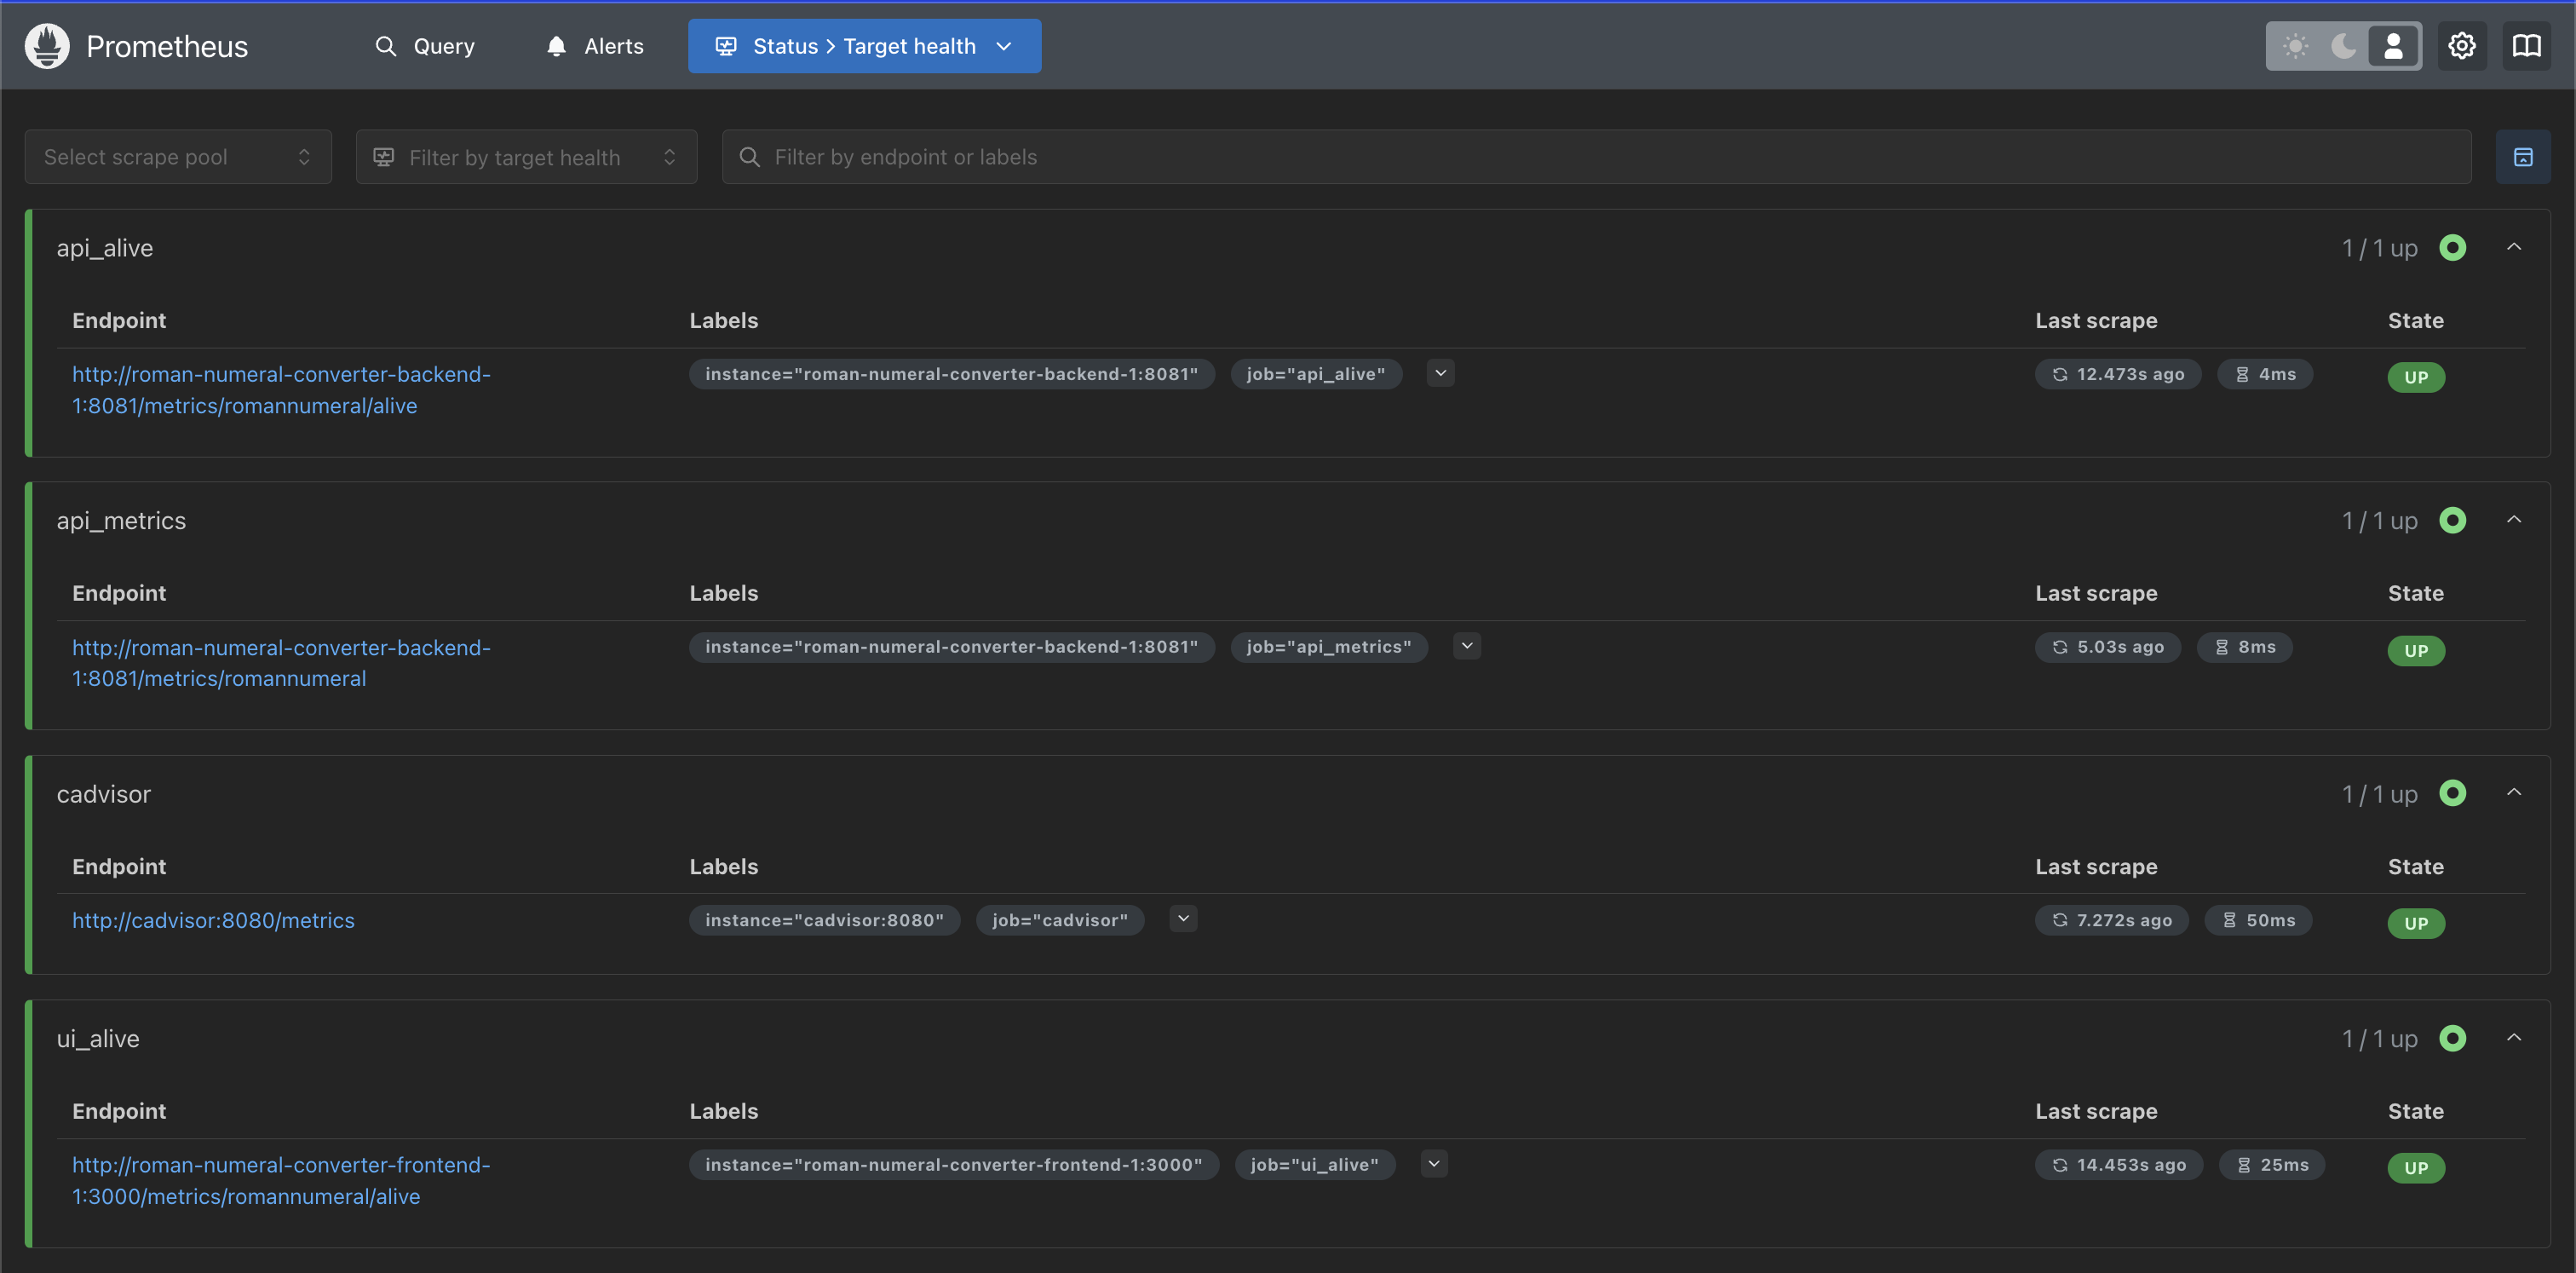 Prometheus Query Alerts Status > Target health
Select scrape pool Filter by target health Filter by endpoint or labels
api_alive 1 / 1 up
Endpoint Labels Last scrape State
http://roman-numeral-converter-backend- instance="roman-numeral-converter-backend-1:8081" job="api_alive" 12.473s ago 4ms UP
1:8081/metrics/romannumeral/alive
api_metrics 1 / 1 up
Endpoint Labels Last scrape State
http://roman-numeral-converter-backend- instance="roman-numeral-converter-backend-1:8081" job="api_metrics" 5.03s ago 8ms UP
1:8081/metrics/romannumeral
cadvisor 1 / 1 up
Endpoint Labels Last scrape State
http://cadvisor:8080/metrics instance="cadvisor:8080" job="cadvisor" 7.272s ago 50ms UP
ui_alive 1 / 1 up
Endpoint Labels Last scrape State
http://roman-numeral-converter-frontend- instance="roman-numeral-converter-frontend-1:3000" job="ui_alive" 14.453s ago 25ms UP
1:3000/metrics/romannumeral/alive